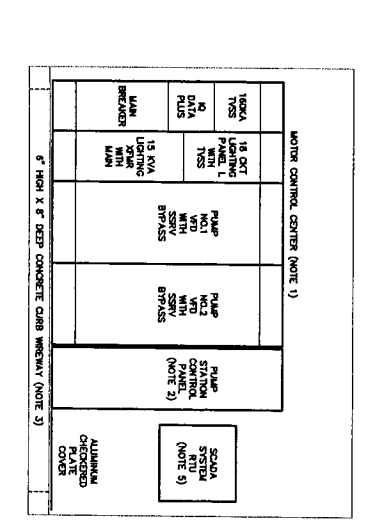 MOTOR CONTROL CENTER (NOTE 1)
160KA
TVSS
IQ
DATA
PLUS
MAIN
BREAKER
18 CKT
LIGHTING
PANEL L
WITH
TVSS
15 KVA
LIGHTING
XFMR
WITH
MAIN
PUMP
NO.1
VFD
WITH
SSRV
BYPASS
PUMP
NO.2
VFD
WITH
SSRV
BYPASS
PUMP
STATION
CONTROL
PANEL
(NOTE 2)
SCADA
SYSTEM
RTU
(NOTE 5)
ALUMINUM
CHECKERED
PLATE
COVER
6" HIGH X 8" DEEP CONCRETE CURB WIREWAY (NOTE 3)